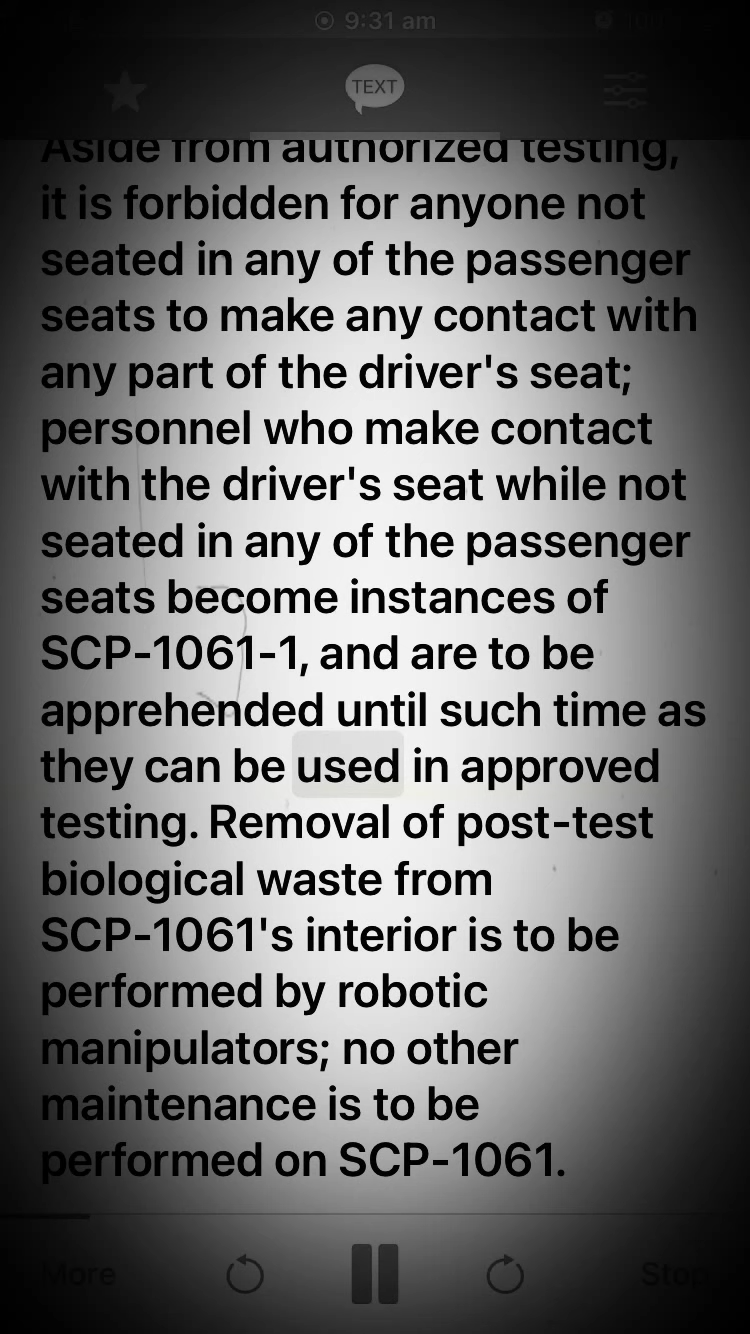 9:31 am
TEXT
Aside from authorized testing,
it is forbidden for anyone not
seated in any of the passenger
seats to make any contact with
any part of the driver's seat;
personnel who make contact
with the driver's seat while not
seated in any of the passenger
seats become instances of
SCP-1061-1, and are to be
apprehended until such time as
they can be used in approved
testing. Removal of post-test
biological waste from
SCP-1061's interior is to be
performed by robotic
manipulators; no other
maintenance is to be
performed on SCP-1061.
More Stop